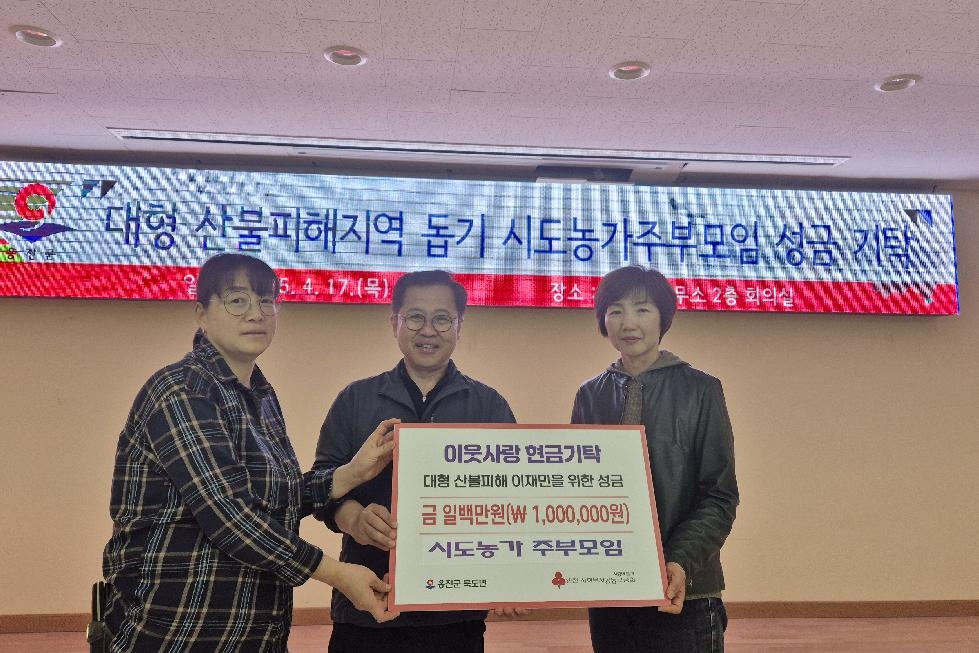 대형 산불피해지역 돕기 시도농가주부모임 성금 기탁
옹진군
5. 4. 17.(목)
장소 :
2층 회의실
이웃사랑 현금기탁
대형 산불피해 이재민을 위한 성금
금 일백만원(₩ 1,000,000원)
시도농가 주부모임
옹진군 북도면